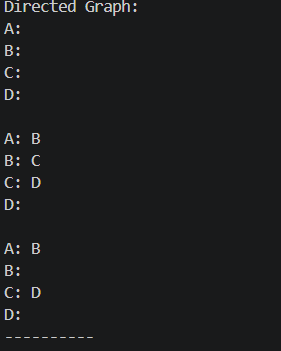 Directed Graph:
A:
B:
C:
D:

A: B
B: C
C: D
D:

A: B
B:
C: D
D:
----------